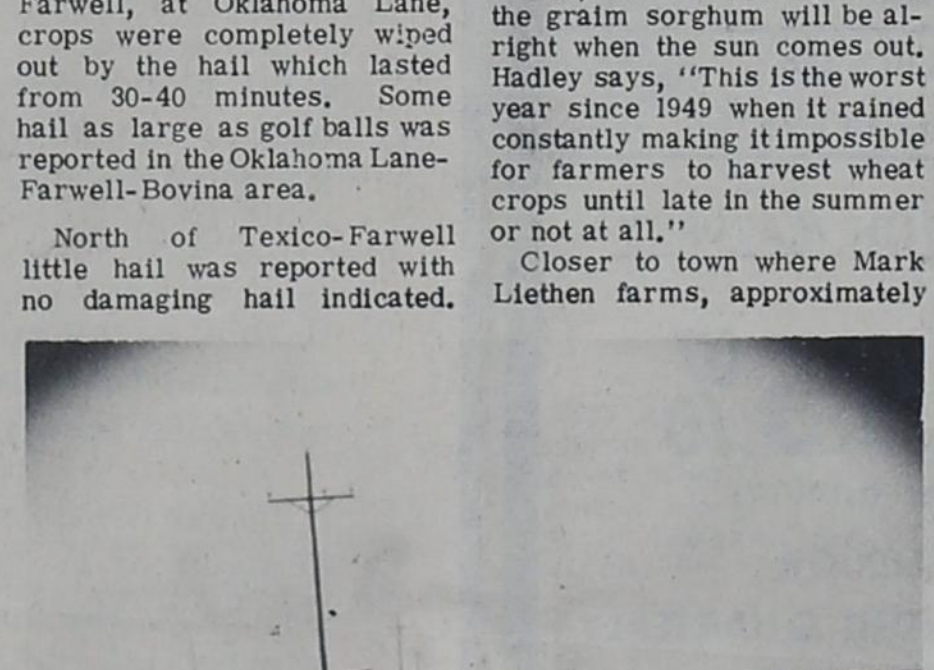 Farwell, at Oklahoma Lane,
crops were completely wiped
out by the hail which lasted
from 30-40 minutes. Some
hail as large as golf balls was
reported in the Oklahoma Lane-
Farwell-Bovina area.
North of Texico-Farwell
little hail was reported with
no damaging hail indicated.
the graim sorghum will be al-
right when the sun comes out.
Hadley says, "This is the worst
year since 1949 when it rained
constantly making it impossible
for farmers to harvest wheat
crops until late in the summer
or not at all."
Closer to town where Mark
Liethen farms, approximately